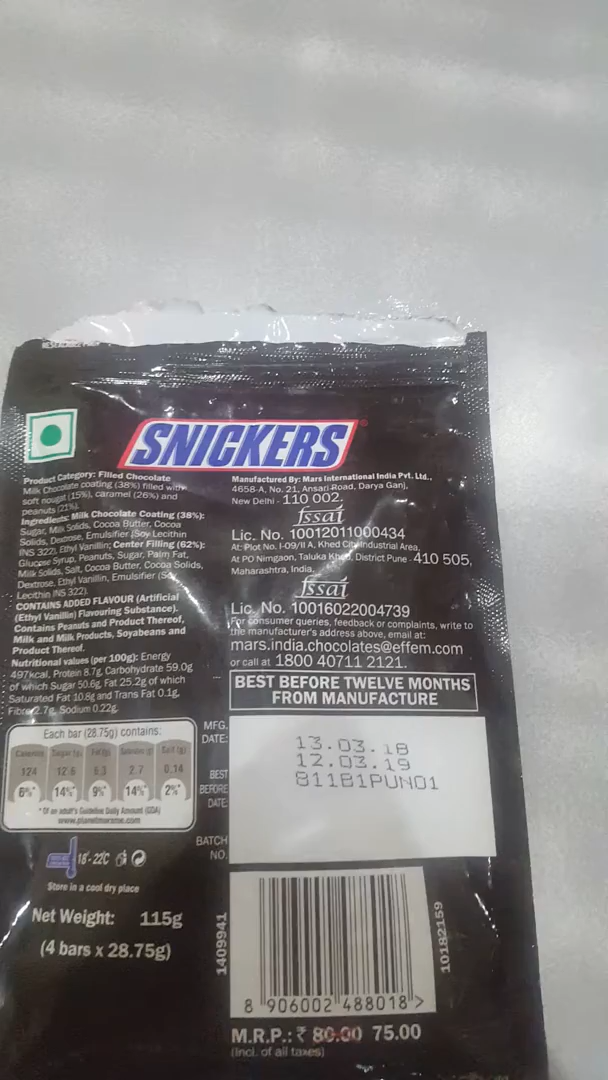 SNICKERS
Product Category: Filled Chocolate
Milk Chocolate coating (38%) filled with
soft nougat (15%), caramel (26%) and
peanuts (21%).
Ingredients: Milk Chocolate Coating (38%):
Sugar, Milk Solids, Cocoa Butter, Cocoa
Solids, Dextrose, Emulsifier (Soy Lecithin
INS 322), Ethyl Vanillin; Center Filling (62%):
Glucose Syrup, Peanuts, Sugar, Palm Fat,
Milk Solids, Salt, Cocoa Butter, Cocoa Solids,
Dextrose, Ethyl Vanillin, Emulsifier (Soy
Lecithin INS 322).
CONTAINS ADDED FLAVOUR (Artificial
(Ethyl Vanillin) Flavouring Substance).
Contains Peanuts and Product Thereof,
Milk and Milk Products, Soyabeans and
Product Thereof.
Nutritional values (per 100g): Energy
497kcal, Protein 8.7g, Carbohydrate 59.0g
of which Sugar 50.6g, Fat 25.2g of which
Saturated Fat 10.8g and Trans Fat 0.1g,
Fibre 2.7g, Sodium 0.22g.
Each bar (28.75g) contains:
Calories Sugar (g) Fat (g) Saturates (g) Salt (g)
124 12.6 6.3 2.7 0.14
6%* 14%* 9%* 14%* 2%*
* Of an adult's Guideline Daily Amount (GDA)
18-22C
Store in a cool dry place
Net Weight: 115g
(4 bars x 28.75g)
Manufactured By: Mars International India Pvt. Ltd.,
4658-A, No. 21, Ansari Road, Darya Ganj,
New Delhi - 110 002.
fssai
Lic. No. 10012011000434
At: Plot No. I-09/II A, Khed City Industrial Area,
At PO Nimgaon, Taluka Khed, District Pune - 410 505,
Maharashtra, India.
fssai
Lic. No. 10016022004739
For consumer queries, feedback or complaints, write to
the manufacturer's address above, email at:
mars.india.chocolates@effem.com
or call at 1800 40711 2121.
BEST BEFORE TWELVE MONTHS
FROM MANUFACTURE
MFG. DATE: 13.03.18
BEST BEFORE DATE: 12.03.19
BATCH NO. 811B1PUN01
1409941
10182159
8 906002 488018 >
M.R.P.: ₹ 80.00 75.00
(Incl. of all taxes)